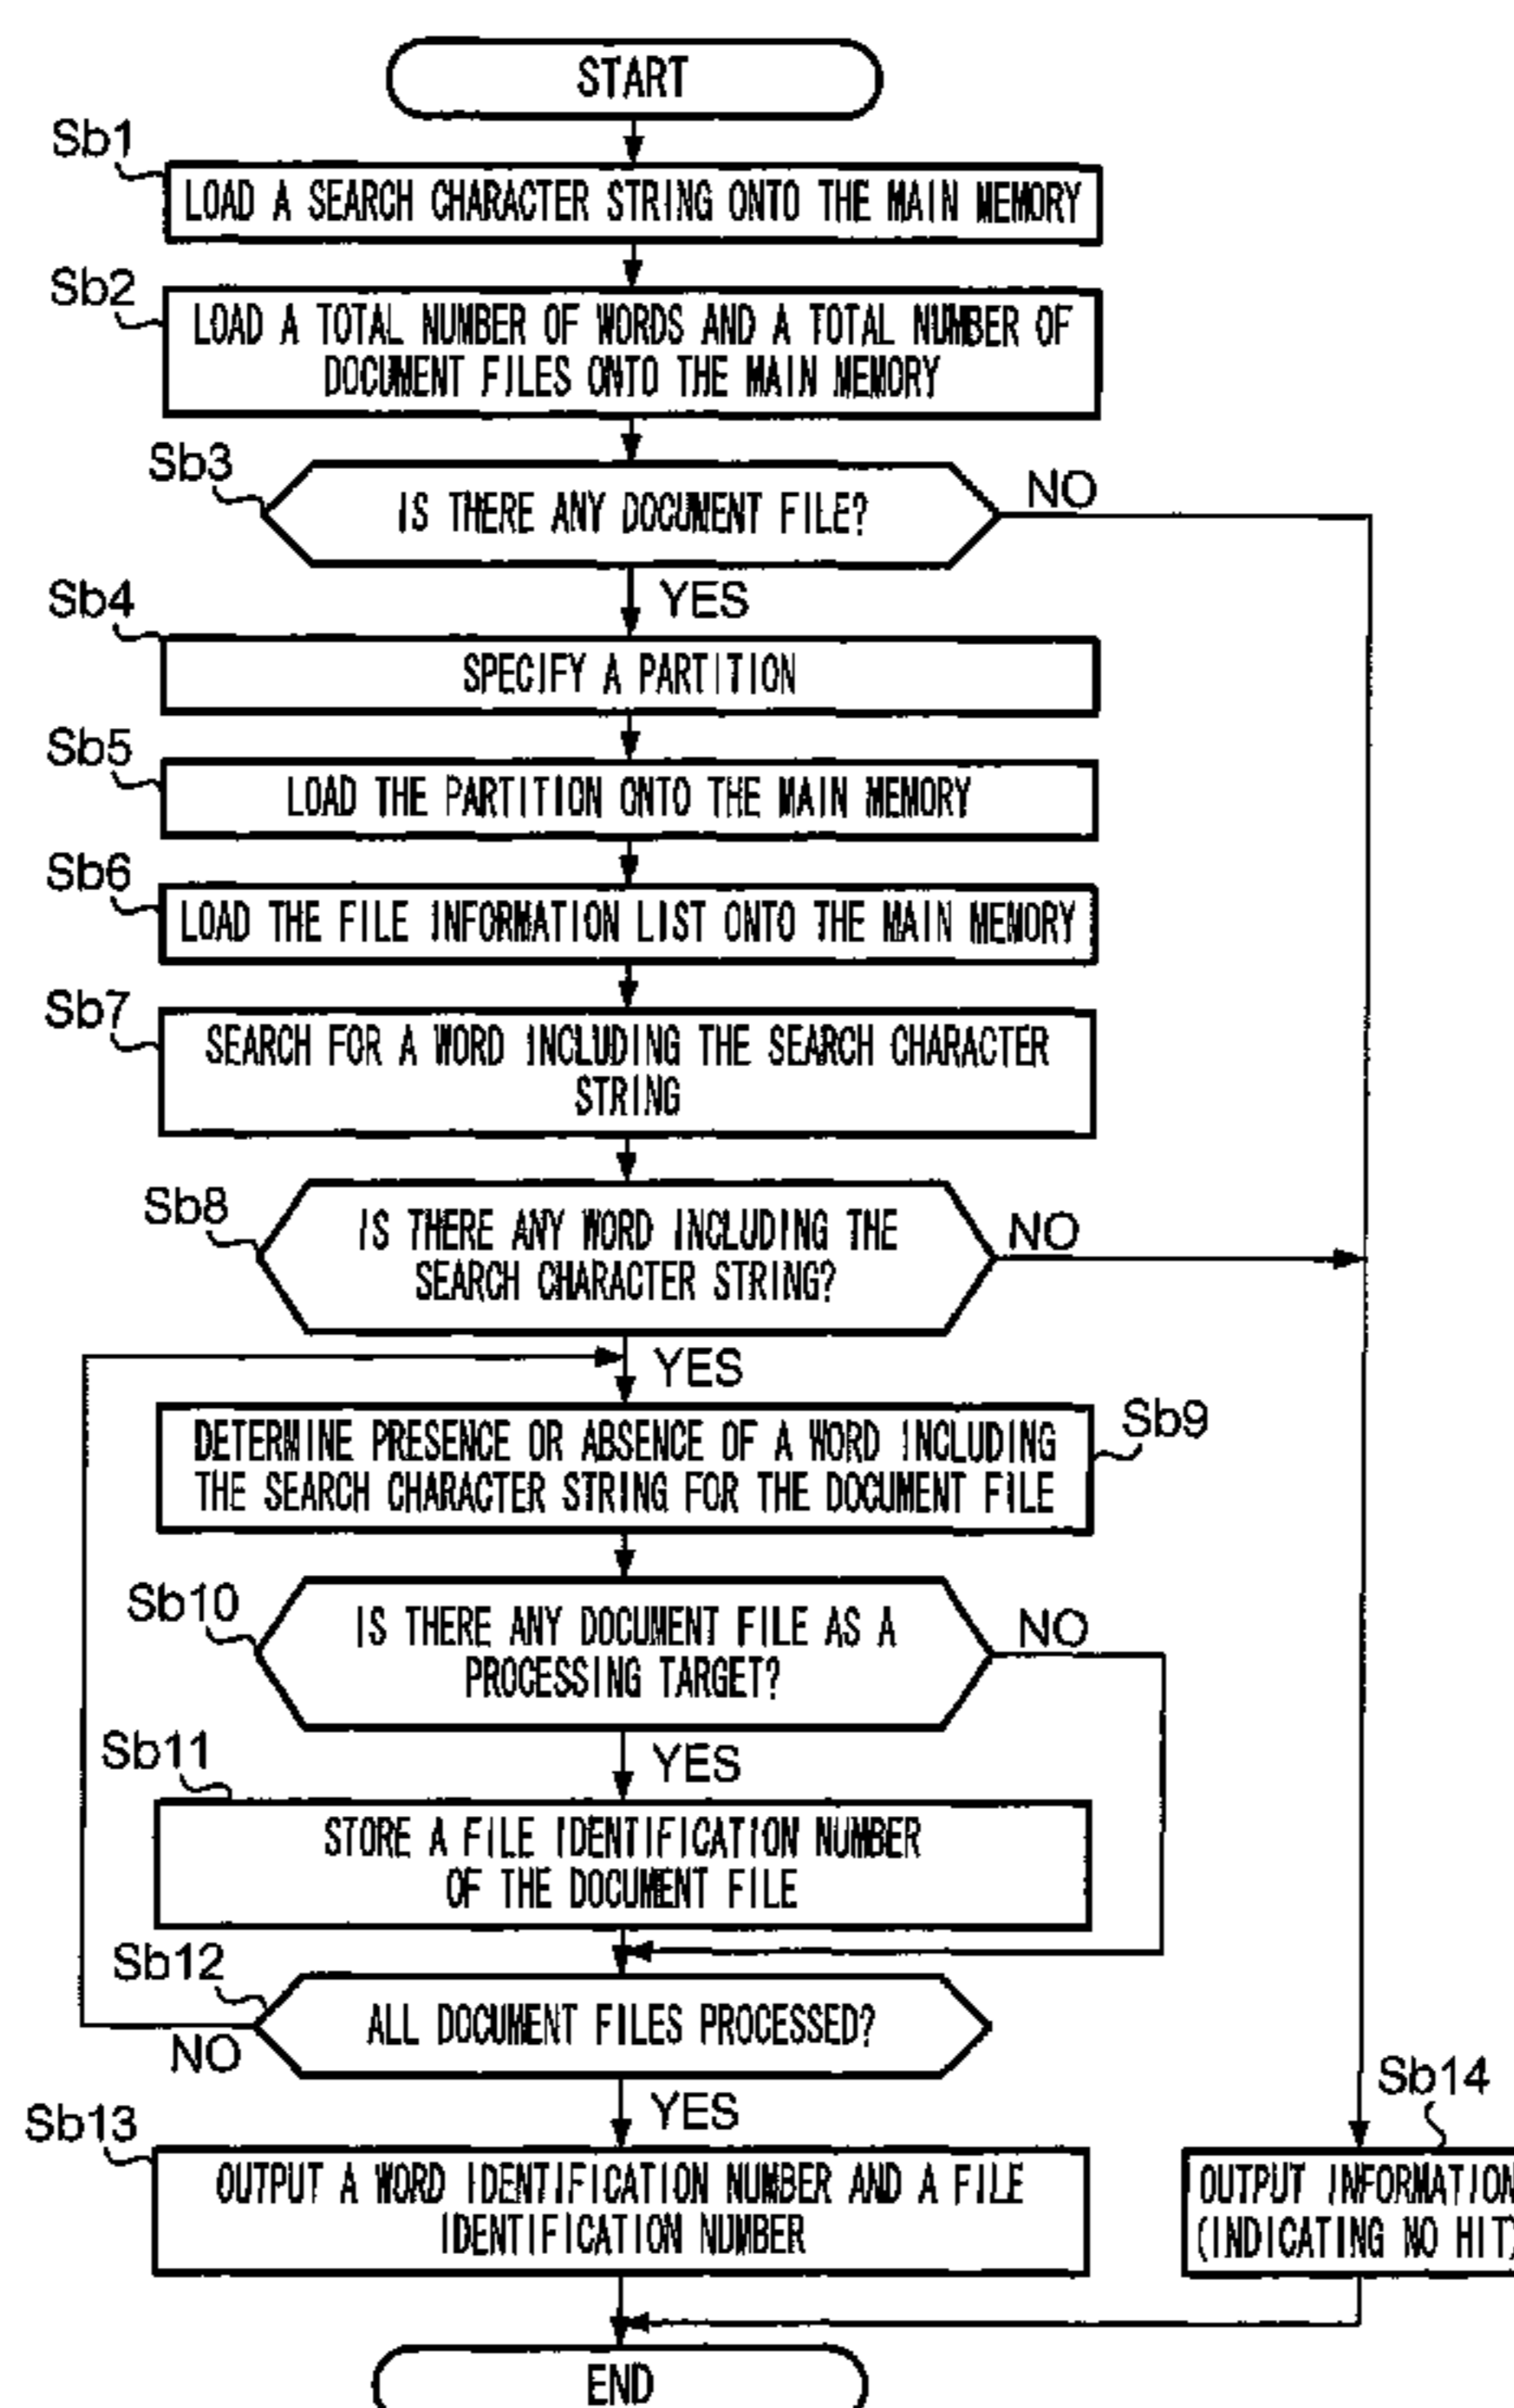 START
Sb1
LOAD A SEARCH CHARACTER STRING ONTO THE MAIN MEMORY
Sb2
LOAD A TOTAL NUMBER OF WORDS AND A TOTAL NUMBER OF
DOCUMENT FILES ONTO THE MAIN MEMORY
Sb3
IS THERE ANY DOCUMENT FILE?
NO
YES
Sb4
SPECIFY A PARTITION
Sb5
LOAD THE PARTITION ONTO THE MAIN MEMORY
Sb6
LOAD THE FILE INFORMATION LIST ONTO THE MAIN MEMORY
Sb7
SEARCH FOR A WORD INCLUDING THE SEARCH CHARACTER
STRING
Sb8
IS THERE ANY WORD INCLUDING THE
SEARCH CHARACTER STRING?
NO
YES
Sb9
DETERMINE PRESENCE OR ABSENCE OF A WORD INCLUDING
THE SEARCH CHARACTER STRING FOR THE DOCUMENT FILE
Sb10
IS THERE ANY DOCUMENT FILE AS A
PROCESSING TARGET?
NO
YES
Sb11
STORE A FILE IDENTIFICATION NUMBER
OF THE DOCUMENT FILE
Sb12
ALL DOCUMENT FILES PROCESSED?
NO
YES
Sb13
OUTPUT A WORD IDENTIFICATION NUMBER AND A FILE
IDENTIFICATION NUMBER
Sb14
OUTPUT INFORMATION
(INDICATING NO HIT)
END